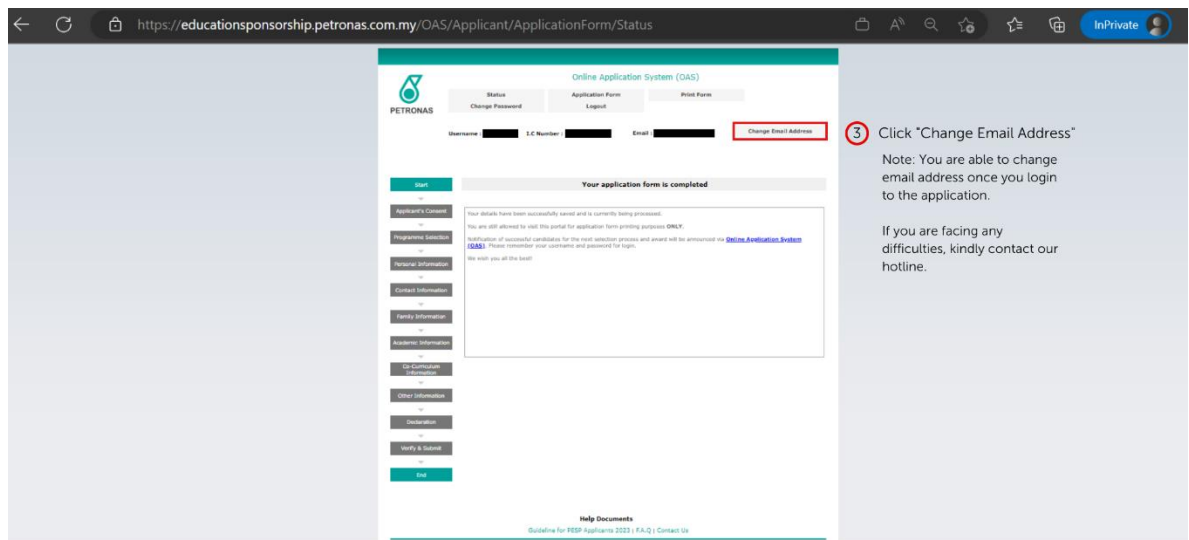 https://educationsponsorship.petronas.com.my/OAS/Applicant/ApplicationForm/Status
InPrivate
Online Application System (OAS)
PETRONAS
Status Application Form Print Form
Change Password Logout
Username : I.C Number : Email : Change Email Address
3 Click "Change Email Address"
Note: You are able to change
email address once you login
to the application.
If you are facing any
difficulties, kindly contact our
hotline.
Start
Applicant's Consent
Programme Selection
Personal Information
Contact Information
Family Information
Academic Information
Co-Curriculum
Information
Other Information
Declaration
Verify & Submit
End
Your application form is completed
Your details have been successfully saved and is currently being processed.
You are still allowed to visit this portal for application form printing purposes ONLY.
Notification of successful candidates for the next selection process and award will be announced via Online Application System
(OAS). Please remember your username and password for login.
We wish you all the best!
Help Documents
Guideline for PESP Applicants 2023 | F.A.Q | Contact Us